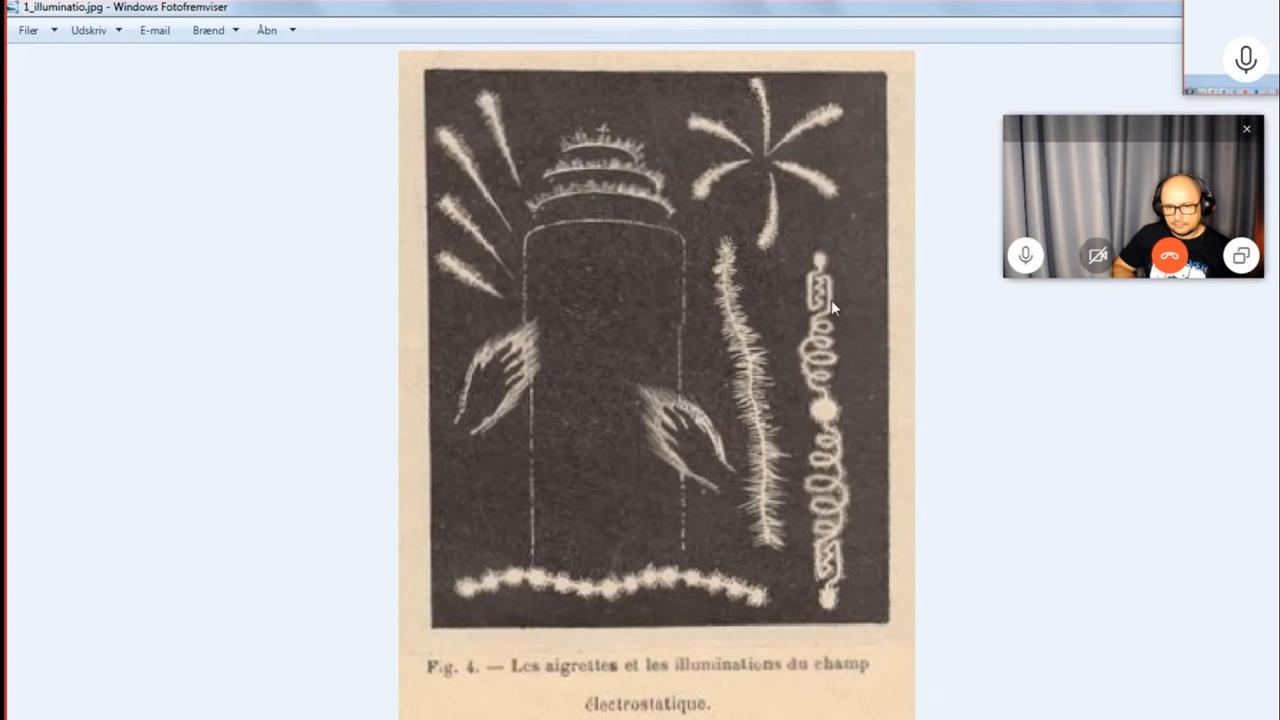 1_illuminatio.jpg - Windows Fotofremviser
Filer Udskriv E-mail Brænd Åbn
Fig. 4. — Les aigrettes et les illuminations du champ
électrostatique.